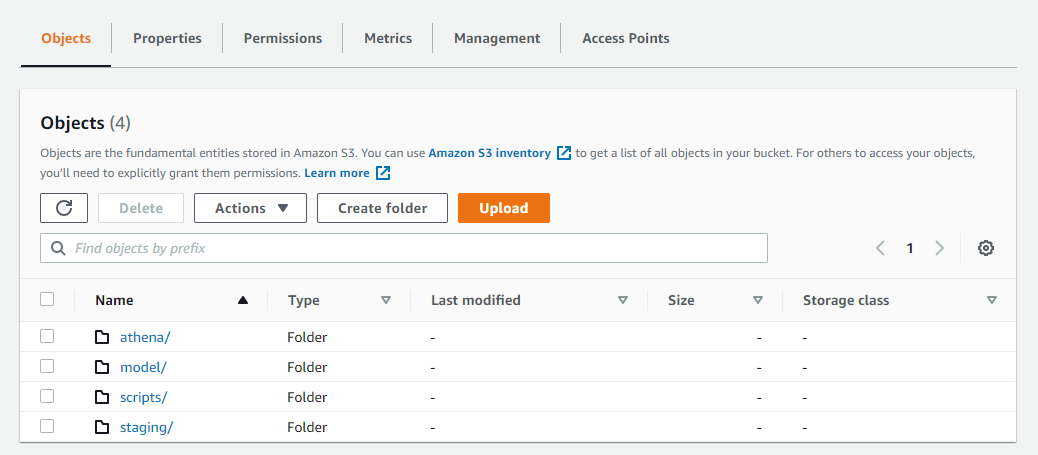 Objects Properties Permissions Metrics Management Access Points
Objects (4)
Objects are the fundamental entities stored in Amazon S3. You can use Amazon S3 inventory to get a list of all objects in your bucket. For others to access your objects,
you'll need to explicitly grant them permissions. Learn more
Delete Actions Create folder Upload
Find objects by prefix 1
Name Type Last modified Size Storage class
athena/ Folder - - -
model/ Folder - - -
scripts/ Folder - - -
staging/ Folder - - -